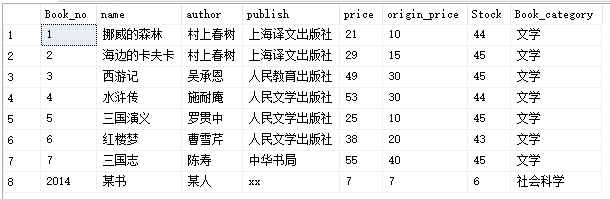 Book_no name author publish price origin_price Stock Book_category
1 1 挪威的森林 村上春树 上海译文出版社 21 10 44 文学
2 2 海边的卡夫卡 村上春树 上海译文出版社 29 15 45 文学
3 3 西游记 吴承恩 人民教育出版社 49 30 45 文学
4 4 水浒传 施耐庵 人民文学出版社 53 30 44 文学
5 5 三国演义 罗贯中 人民文学出版社 25 10 45 文学
6 6 红楼梦 曹雪芹 人民文学出版社 38 20 43 文学
7 7 三国志 陈寿 中华书局 55 40 45 文学
8 2014 某书 某人 xx 7 7 6 社会科学